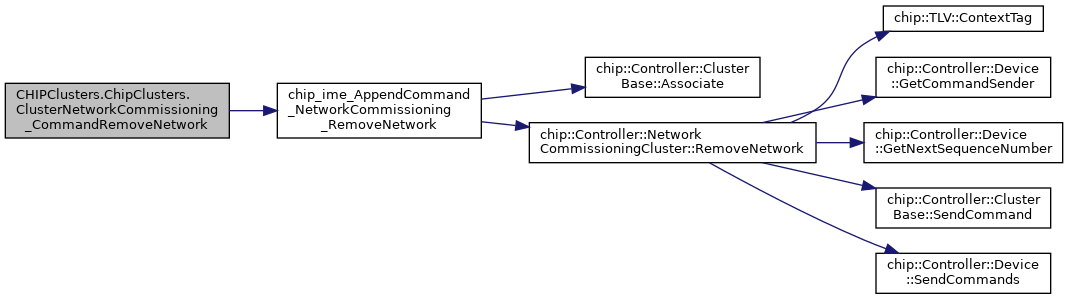 CHIPClusters.ChipClusters.
ClusterNetworkCommissioning
_CommandRemoveNetwork
chip_ime_AppendCommand
_NetworkCommissioning
_RemoveNetwork
chip::Controller::Cluster
Base::Associate
chip::Controller::Network
CommissioningCluster::RemoveNetwork
chip::TLV::ContextTag
chip::Controller::Device
::GetCommandSender
chip::Controller::Device
::GetNextSequenceNumber
chip::Controller::Cluster
Base::SendCommand
chip::Controller::Device
::SendCommands